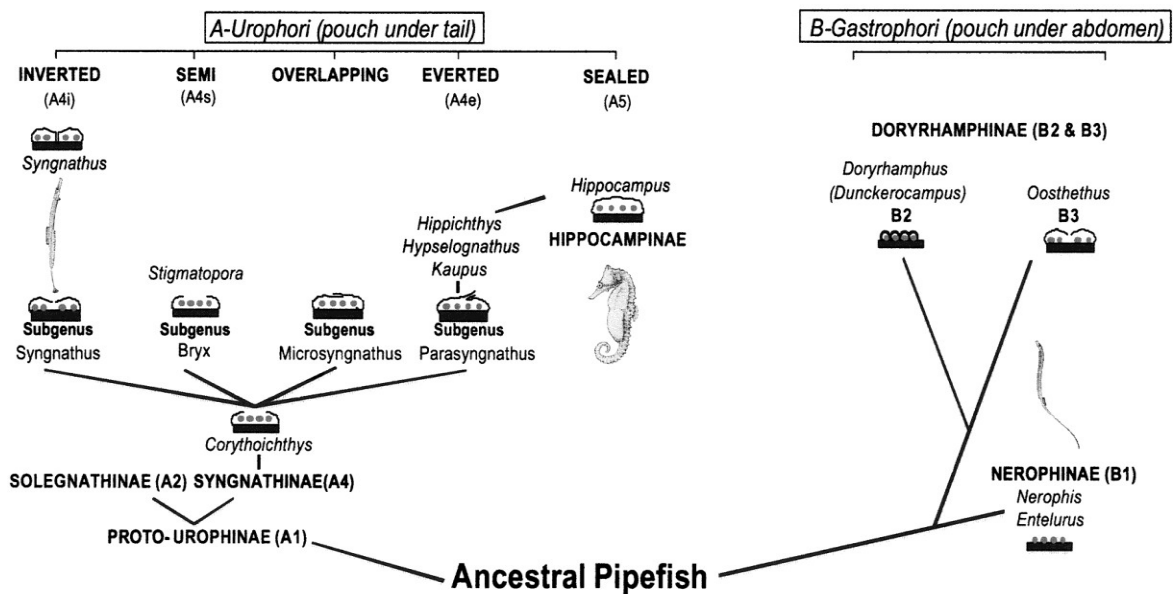 A-Urophori (pouch under tail)
B-Gastrophori (pouch under abdomen)
INVERTED
(A4i)
SEMI
(A4s)
OVERLAPPING
EVERTED
(A4e)
SEALED
(A5)
Syngnathus
DORYRHAMPHINAE (B2 & B3)
Doryrhamphus
(Dunckerocampus)
B2
Oosthethus
B3
Hippocampus
HIPPOCAMPINAE
Hippichthys
Hypselognathus
Kaupus
Stigmatopora
Subgenus
Syngnathus
Subgenus
Bryx
Subgenus
Microsyngnathus
Subgenus
Parasyngnathus
Corythoichthys
SOLEGNATHINAE (A2) SYNGNATHINAE(A4)
PROTO- UROPHINAE (A1)
NEROPHINAE (B1)
Nerophis
Entelurus
Ancestral Pipefish